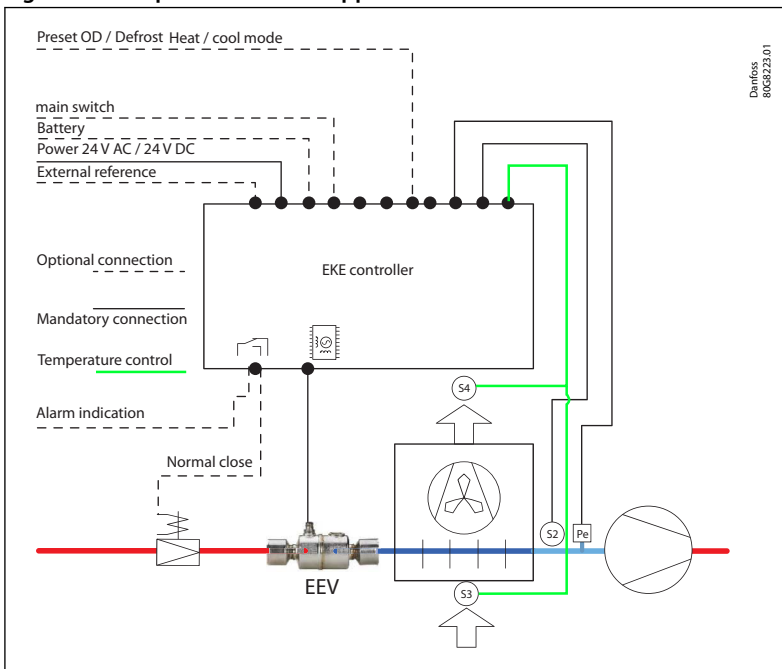 Preset OD / Defrost Heat / cool mode
Danfoss
80G8223.01
main switch
Battery
Power 24 V AC / 24 V DC
External reference
Optional connection
EKE controller
Mandatory connection
Temperature control
S4
Alarm indication
Normal close
S2
Pe
EEV
S3